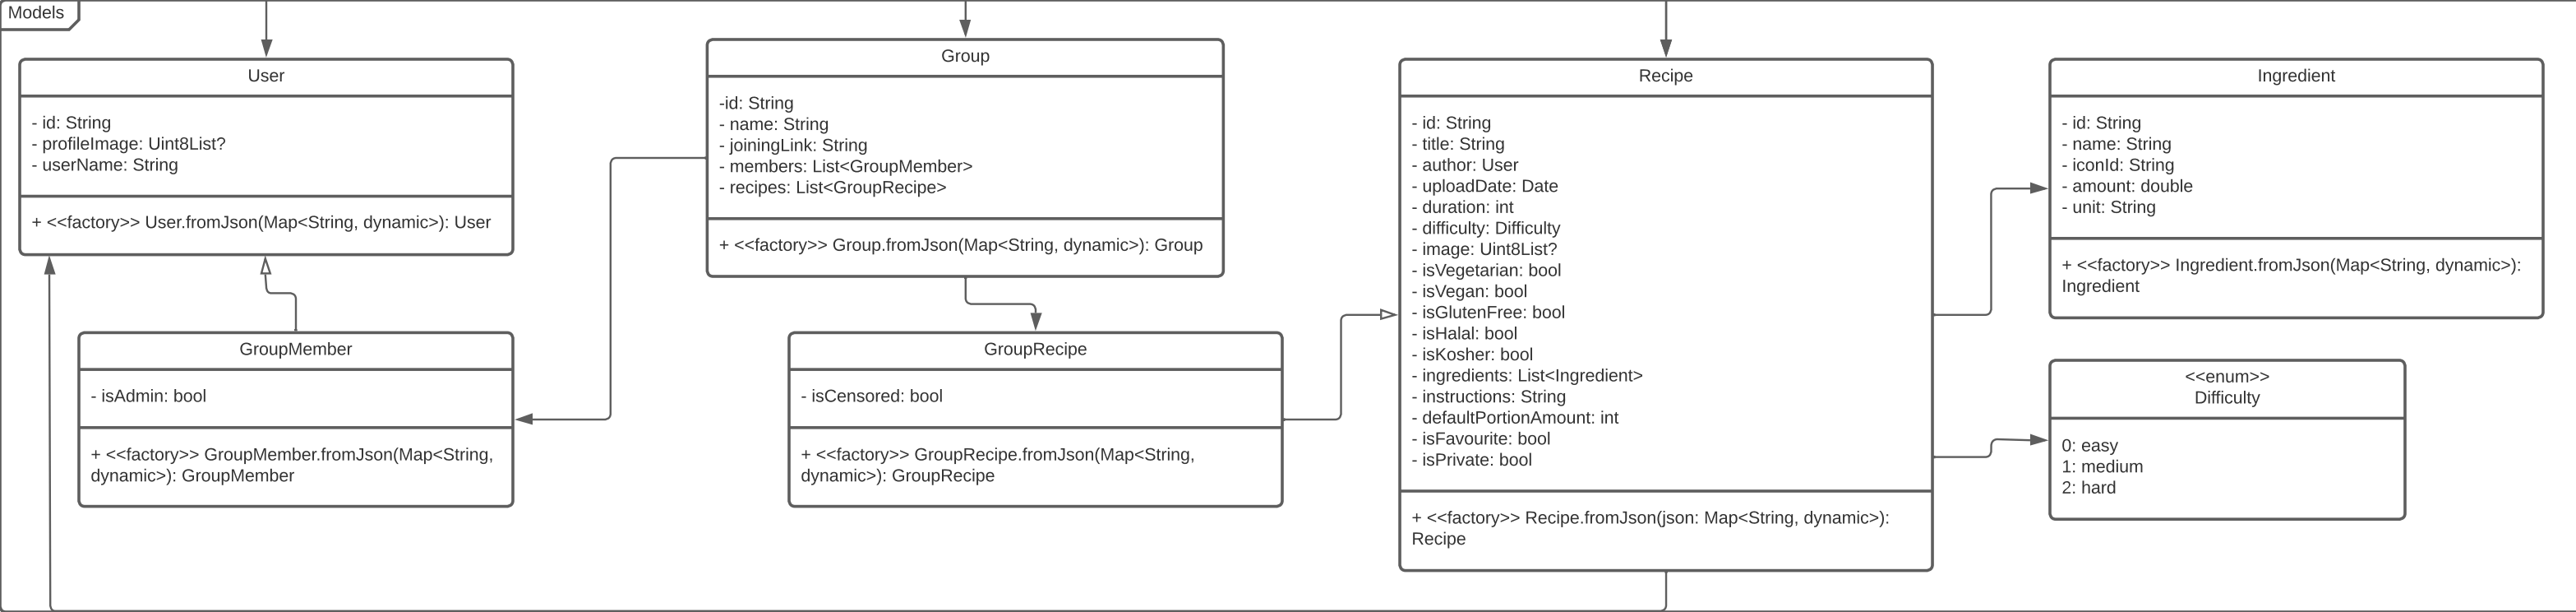 Models
User
- id: String
- profileImage: Uint8List?
- userName: String
+ <<factory>> User.fromJson(Map<String, dynamic>): User
GroupMember
- isAdmin: bool
+ <<factory>> GroupMember.fromJson(Map<String,
dynamic>): GroupMember
Group
-id: String
- name: String
- joiningLink: String
- members: List<GroupMember>
- recipes: List<GroupRecipe>
+ <<factory>> Group.fromJson(Map<String, dynamic>): Group
GroupRecipe
- isCensored: bool
+ <<factory>> GroupRecipe.fromJson(Map<String,
dynamic>): GroupRecipe
Recipe
- id: String
- title: String
- author: User
- uploadDate: Date
- duration: int
- difficulty: Difficulty
- image: Uint8List?
- isVegetarian: bool
- isVegan: bool
- isGlutenFree: bool
- isHalal: bool
- isKosher: bool
- ingredients: List<Ingredient>
- instructions: String
- defaultPortionAmount: int
- isFavourite: bool
- isPrivate: bool
+ <<factory>> Recipe.fromJson(json: Map<String, dynamic>):
Recipe
Ingredient
- id: String
- name: String
- iconId: String
- amount: double
- unit: String
+ <<factory>> Ingredient.fromJson(Map<String, dynamic>):
Ingredient
<<enum>>
Difficulty
0: easy
1: medium
2: hard